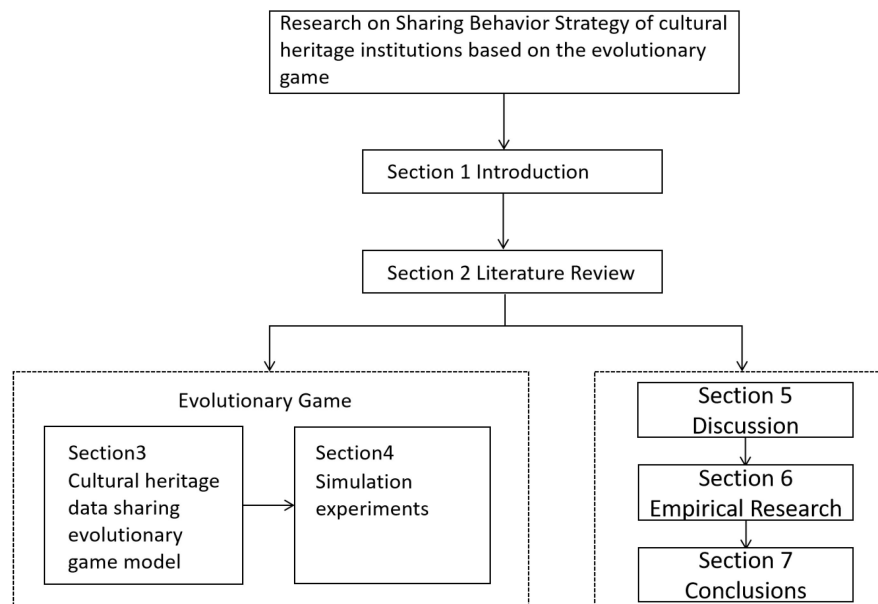 Research on Sharing Behavior Strategy of cultural
heritage institutions based on the evolutionary
game
Section 1 Introduction
Section 2 Literature Review
Evolutionary Game
Section3
Cultural heritage
data sharing
evolutionary
game model
Section4
Simulation
experiments
Section 5
Discussion
Section 6
Empirical Research
Section 7
Conclusions